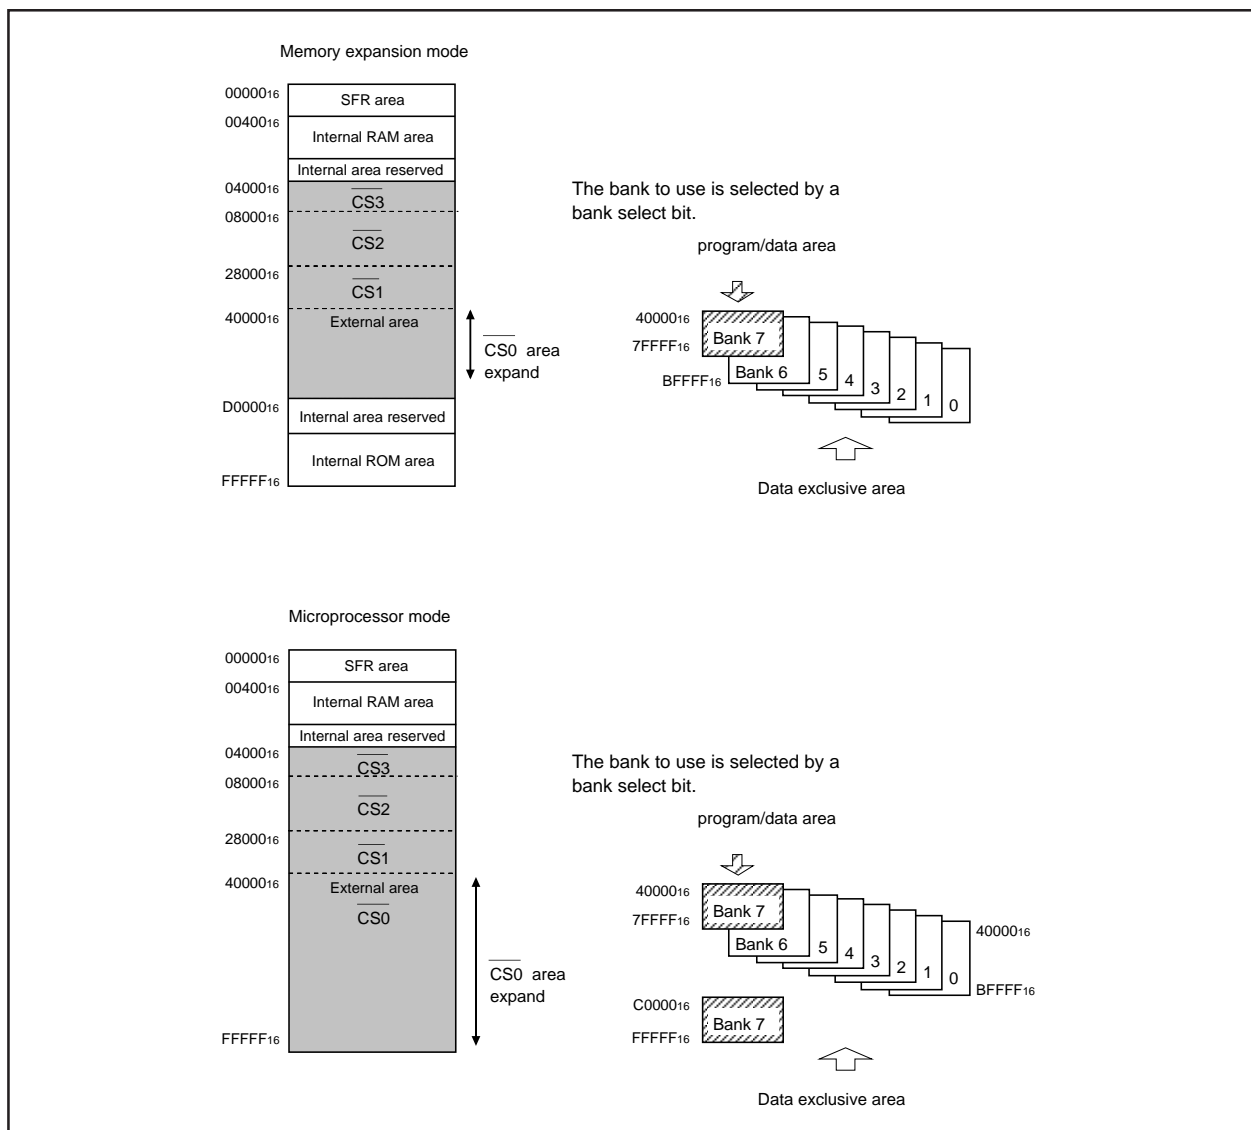 Memory expansion mode
0000016
SFR area
0040016
Internal RAM area
Internal area reserved
0400016
CS3
0800016
CS2
2800016
CS1
4000016
External area
CS0 area
expand
D000016
Internal area reserved
Internal ROM area
FFFFF16
The bank to use is selected by a
bank select bit.
program/data area
4000016
Bank 7
7FFFF16
Bank 6
5
4
3
2
1
0
BFFFF16
Data exclusive area
Microprocessor mode
0000016
SFR area
0040016
Internal RAM area
Internal area reserved
0400016
CS3
0800016
CS2
2800016
CS1
4000016
External area
CS0
CS0 area
expand
FFFFF16
The bank to use is selected by a
bank select bit.
program/data area
4000016
Bank 7
7FFFF16
Bank 6
5
4
3
2
1
0
4000016
BFFFF16
C000016
Bank 7
FFFFF16
Data exclusive area